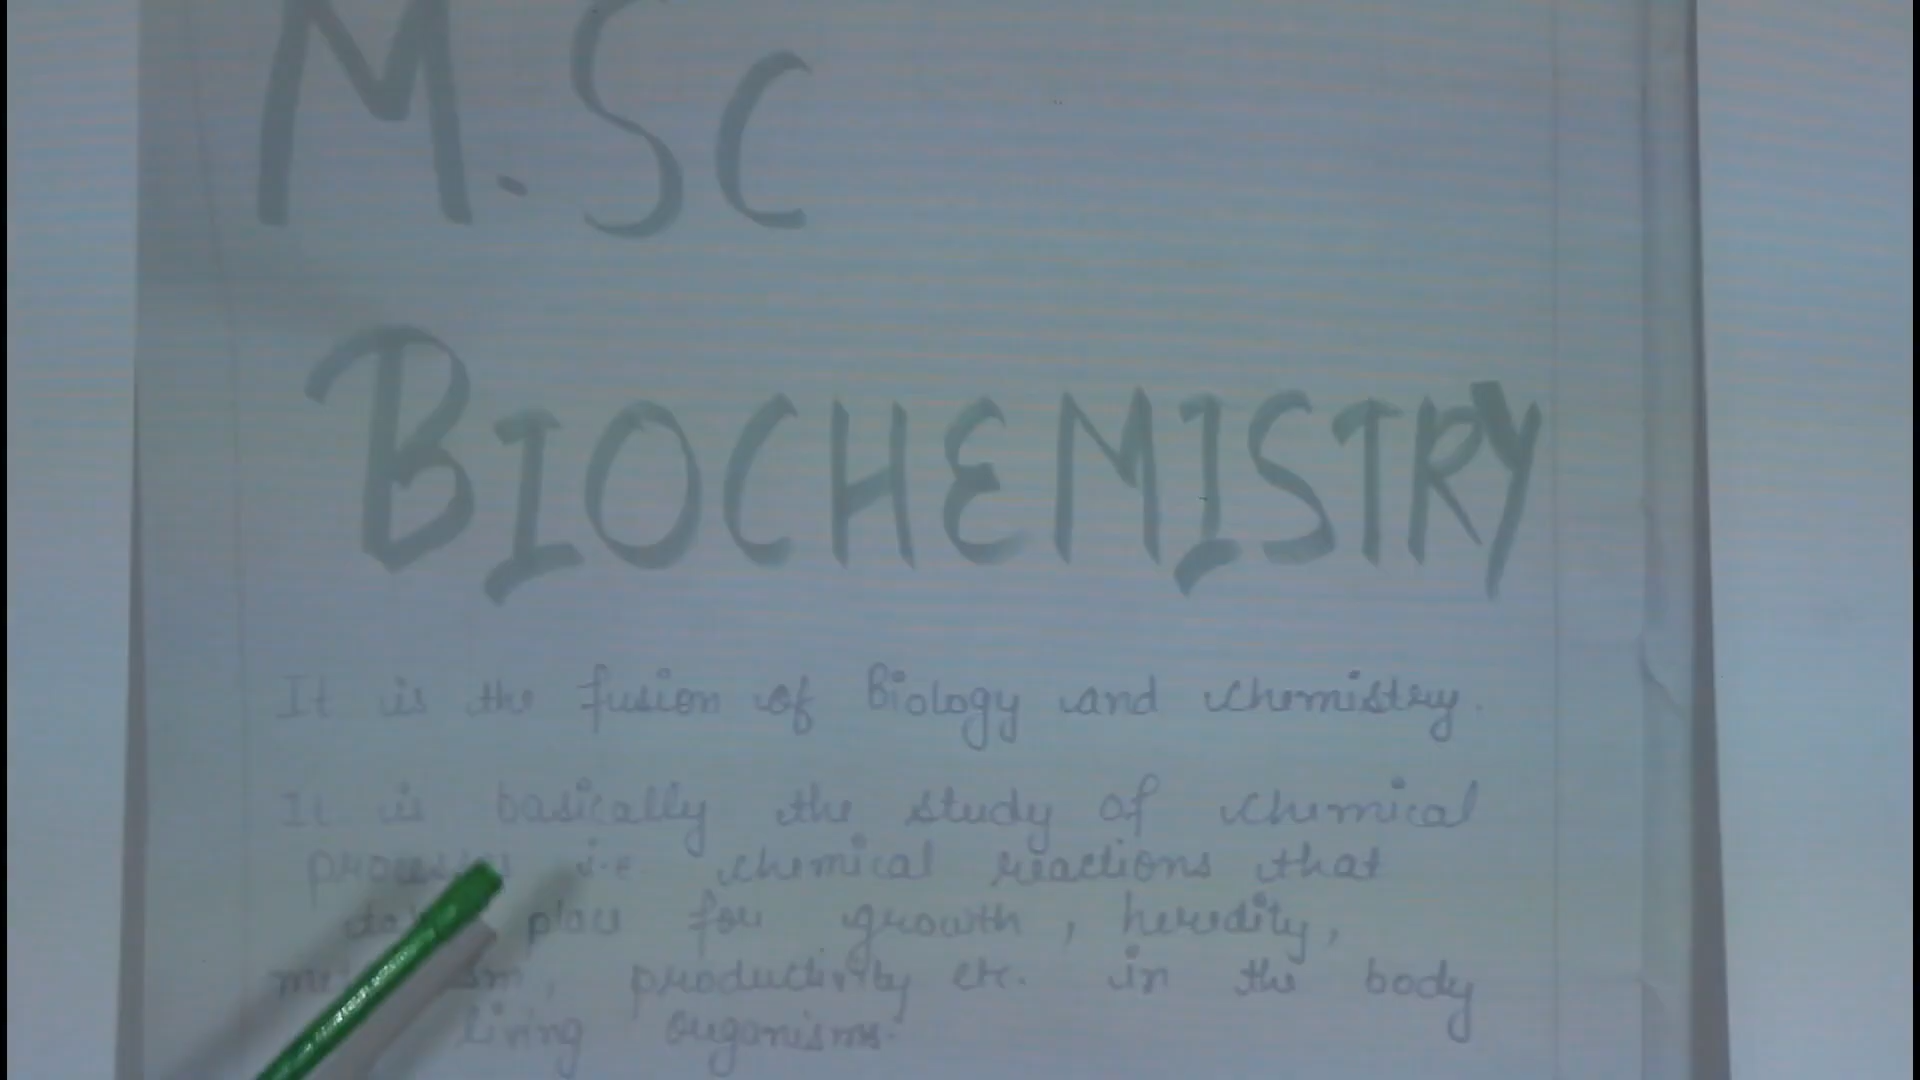 M.Sc
BIOCHEMISTRY
It is the fusion of Biology and chemistry.
It is basically the study of chemical
i.e chemical reactions that
place for growth, heredity,
productivity etc. in the body
living organisms.